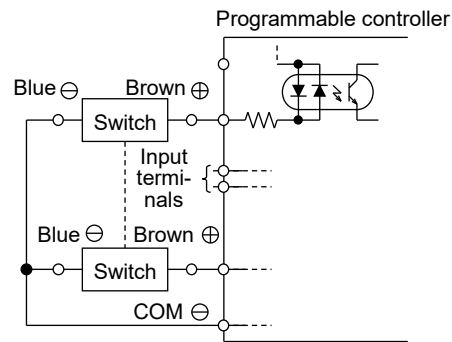 Programmable controller
Blue ⊖ Brown ⊕
Switch
Input
termi-
nals
Blue ⊖ Brown ⊕
Switch
COM ⊖